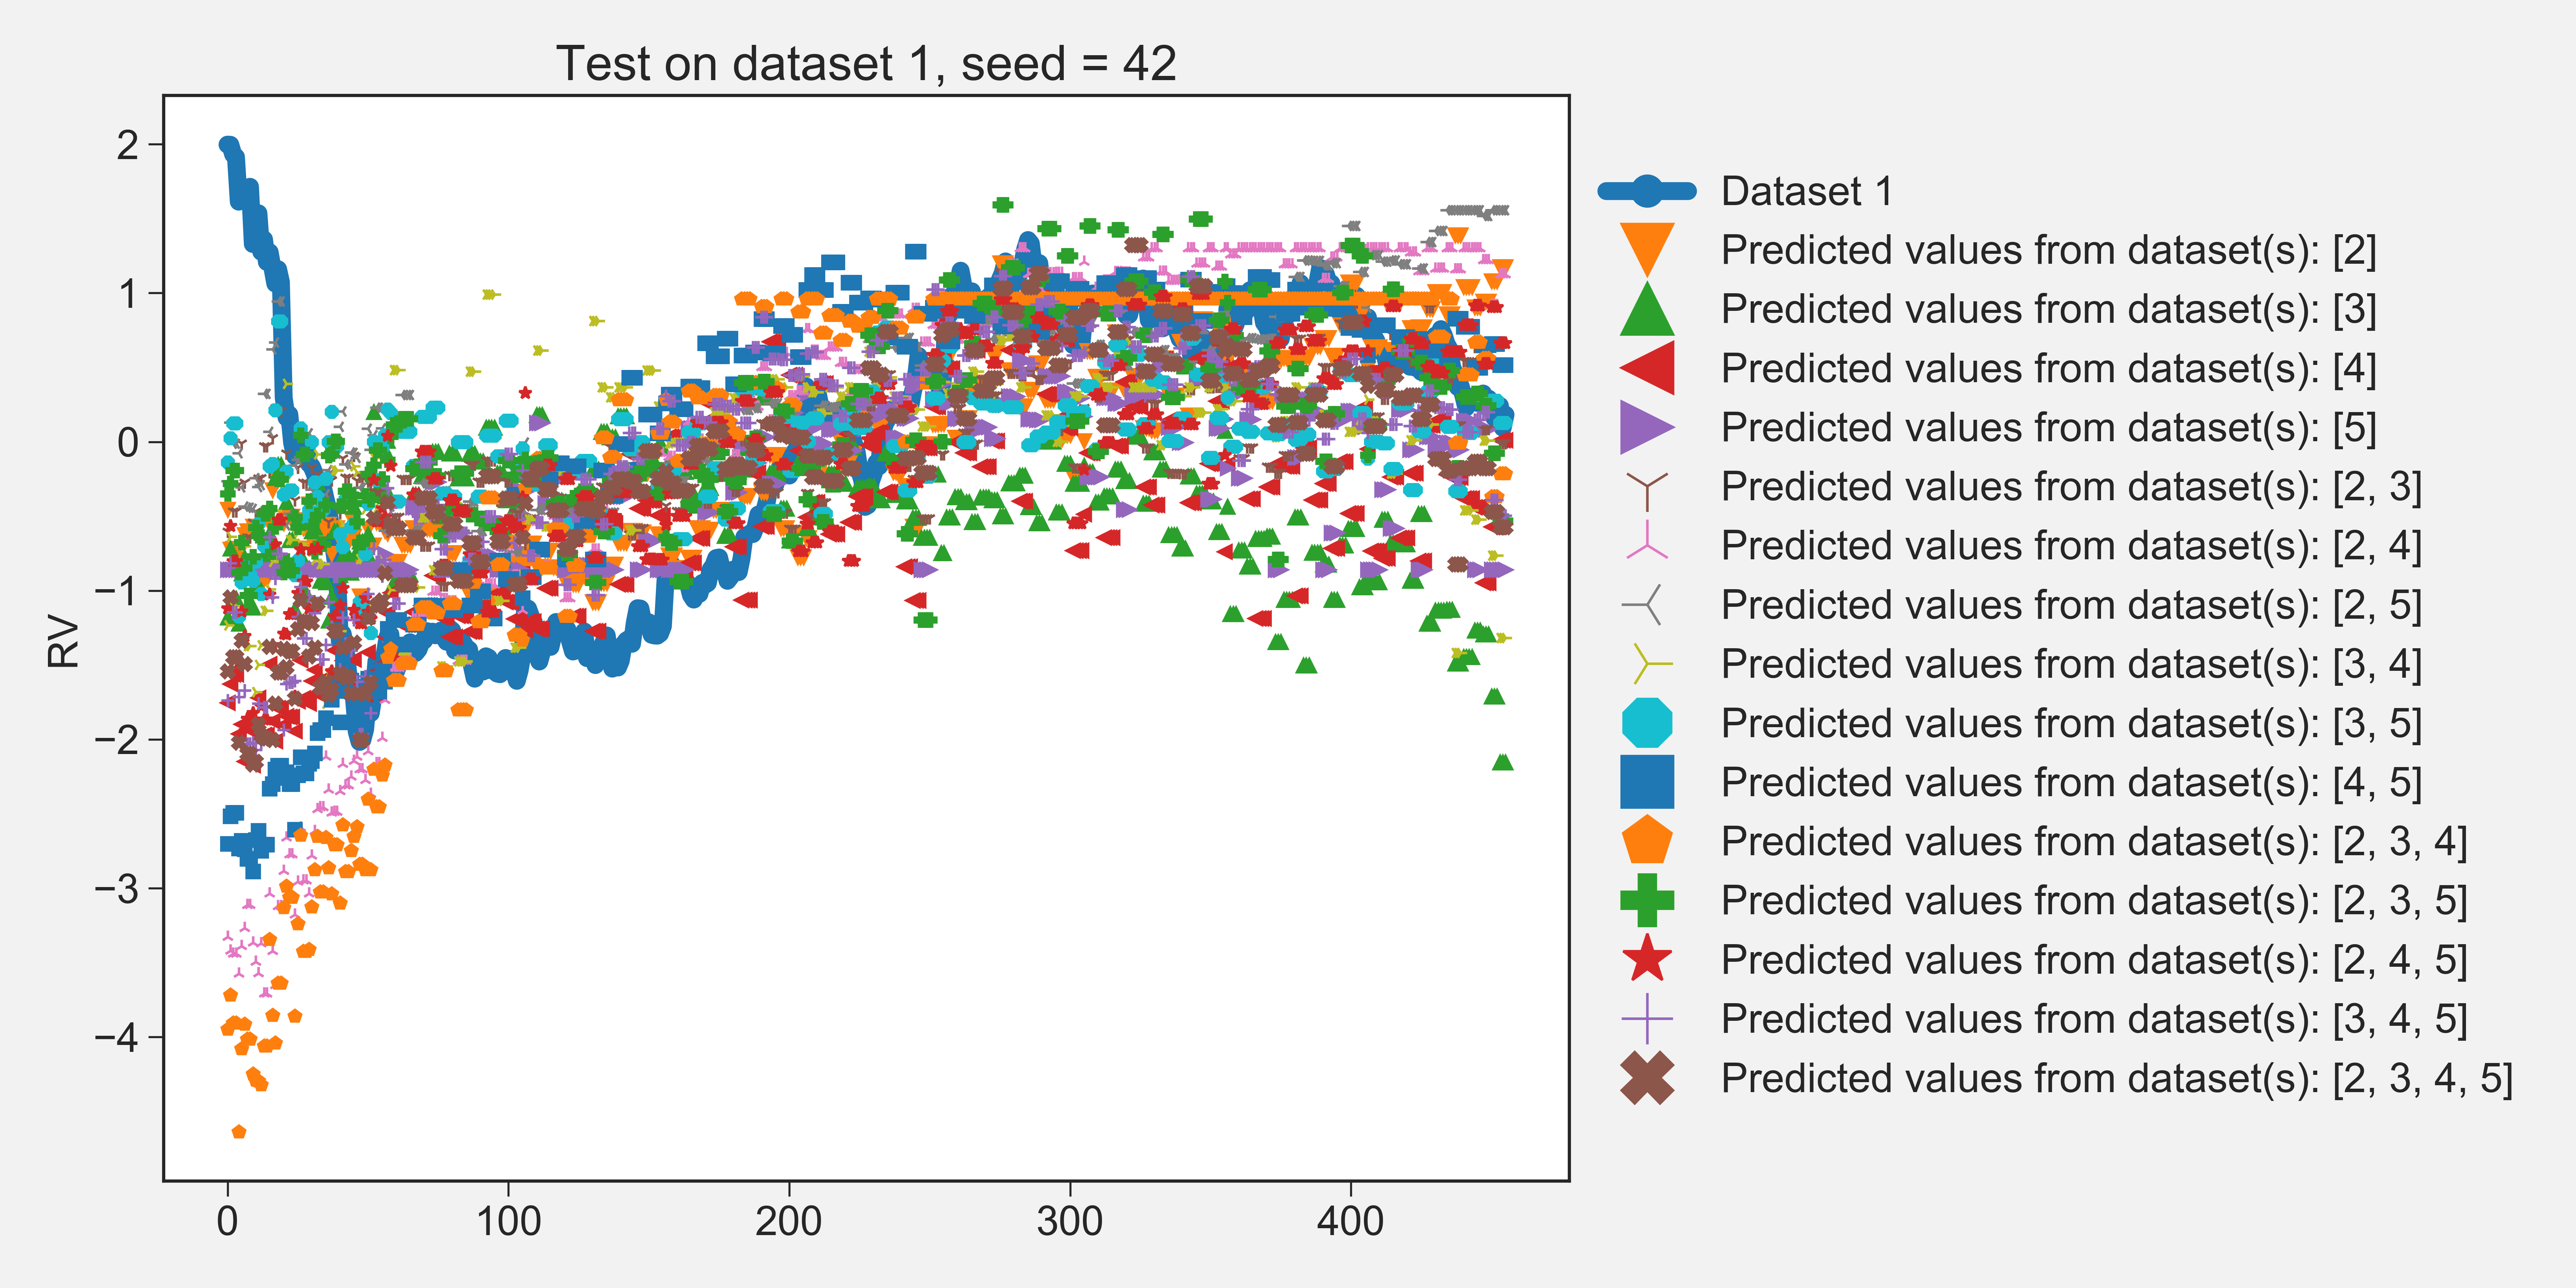 Test on dataset 1, seed = 42
2
1
0
−1
−2
−3
−4
RV
0
100
200
300
400
Dataset 1
Predicted values from dataset(s): [2]
Predicted values from dataset(s): [3]
Predicted values from dataset(s): [4]
Predicted values from dataset(s): [5]
Predicted values from dataset(s): [2, 3]
Predicted values from dataset(s): [2, 4]
Predicted values from dataset(s): [2, 5]
Predicted values from dataset(s): [3, 4]
Predicted values from dataset(s): [3, 5]
Predicted values from dataset(s): [4, 5]
Predicted values from dataset(s): [2, 3, 4]
Predicted values from dataset(s): [2, 3, 5]
Predicted values from dataset(s): [2, 4, 5]
Predicted values from dataset(s): [3, 4, 5]
Predicted values from dataset(s): [2, 3, 4, 5]